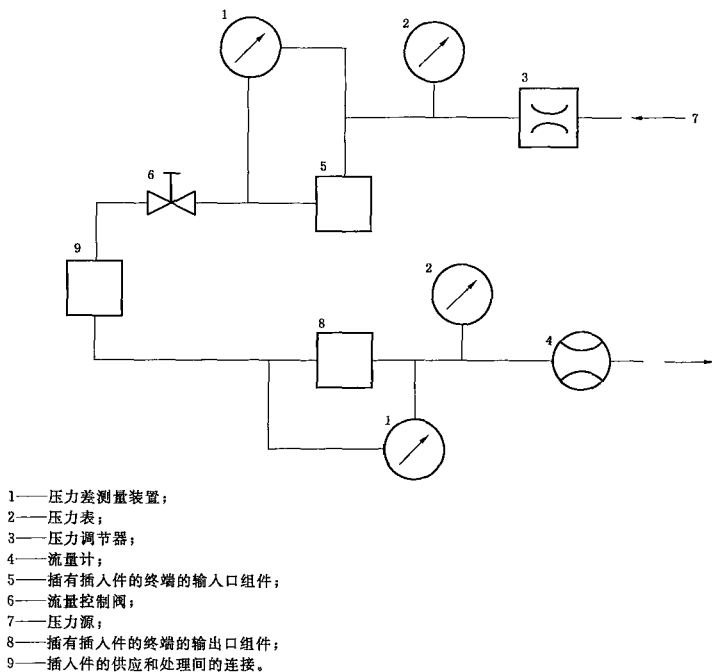 1
2
3
7
5
6
9
2
8
4
1
1——压力差测量装置；
2——压力表；
3——压力调节器；
4——流量计；
5——插有插入件的终端的输入口组件；
6——流量控制阀；
7——压力源；
8——插有插入件的终端的输出口组件；
9——插入件的供应和处理间的连接。